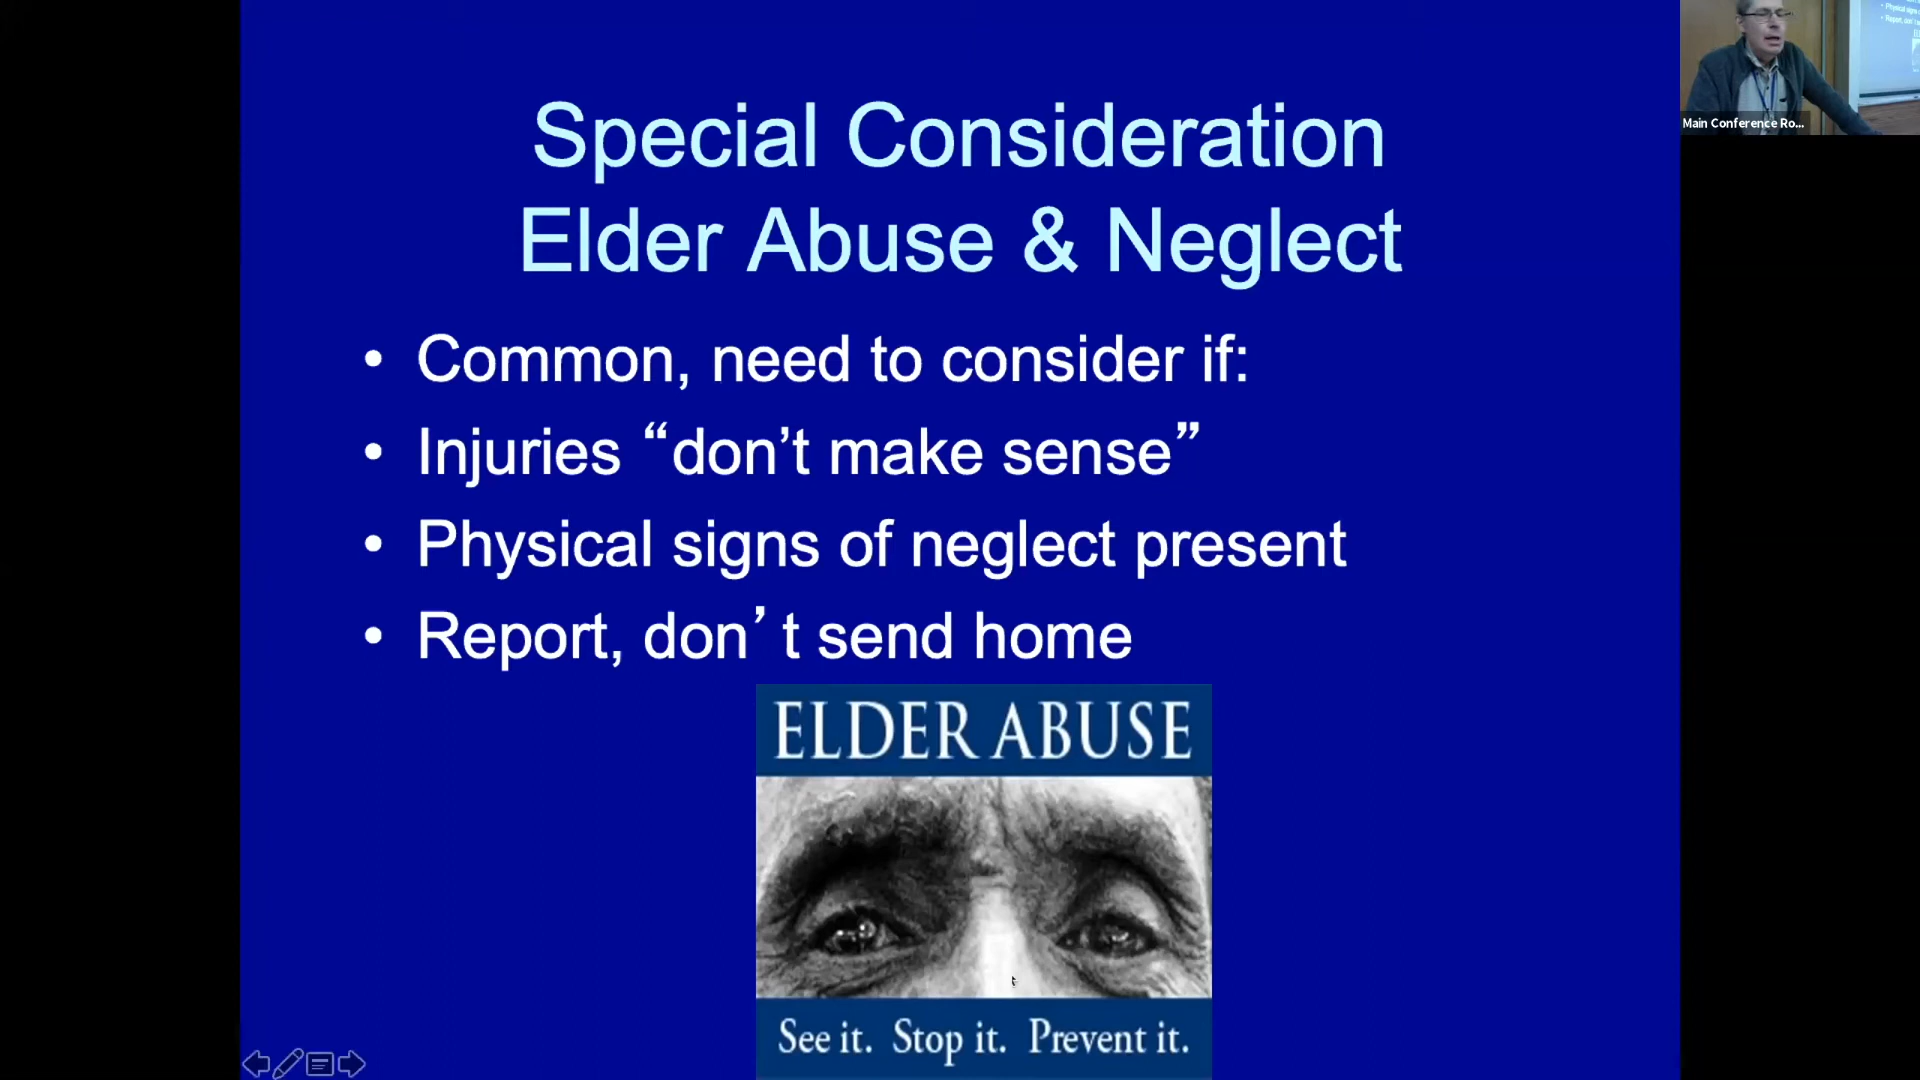 Special Consideration
Elder Abuse & Neglect
• Common, need to consider if:
• Injuries “don’t make sense”
• Physical signs of neglect present
• Report, don’t send home
ELDER ABUSE
See it. Stop it. Prevent it.
Main Conference Ro...